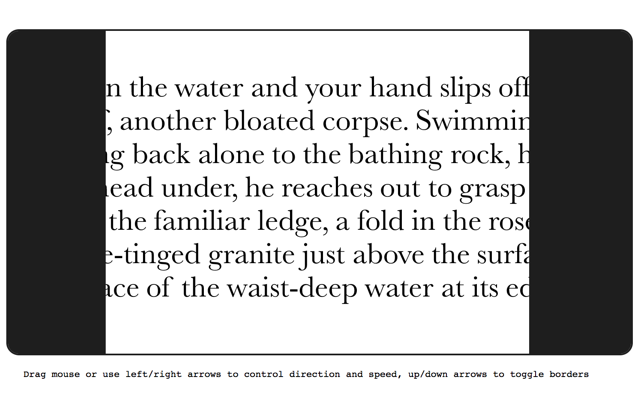 n the water and your hand slips off
, another bloated corpse. Swimmin
ng back alone to the bathing rock, h
head under, he reaches out to grasp
the familiar ledge, a fold in the rose
e-tinged granite just above the surfa
ace of the waist-deep water at its ed
Drag mouse or use left/right arrows to control direction and speed, up/down arrows to toggle borders